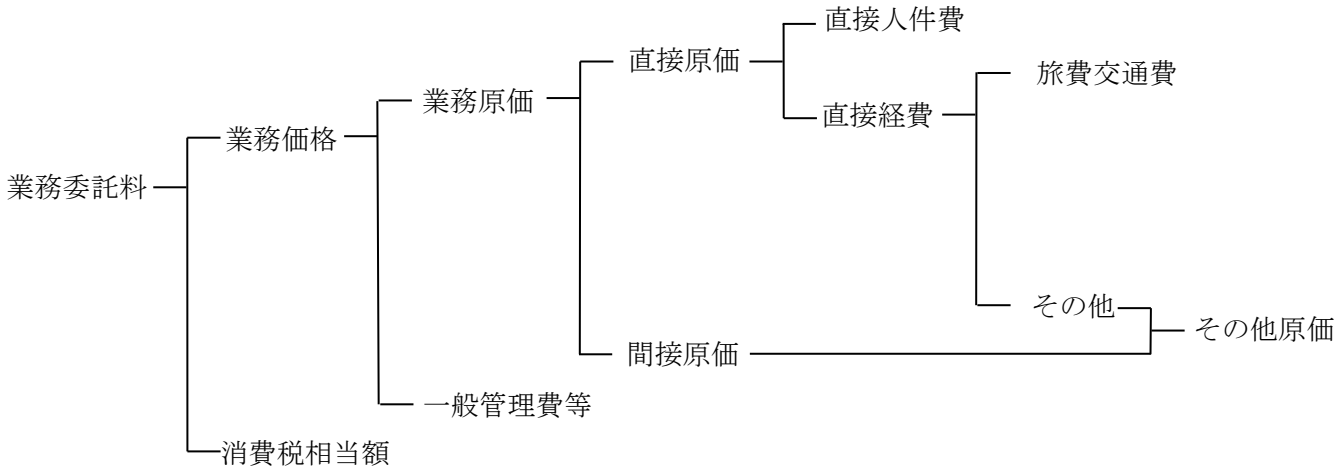 業務委託料
業務価格
消費税相当額
業務原価
一般管理費等
直接原価
間接原価
直接人件費
直接経費
旅費交通費
その他
その他原価